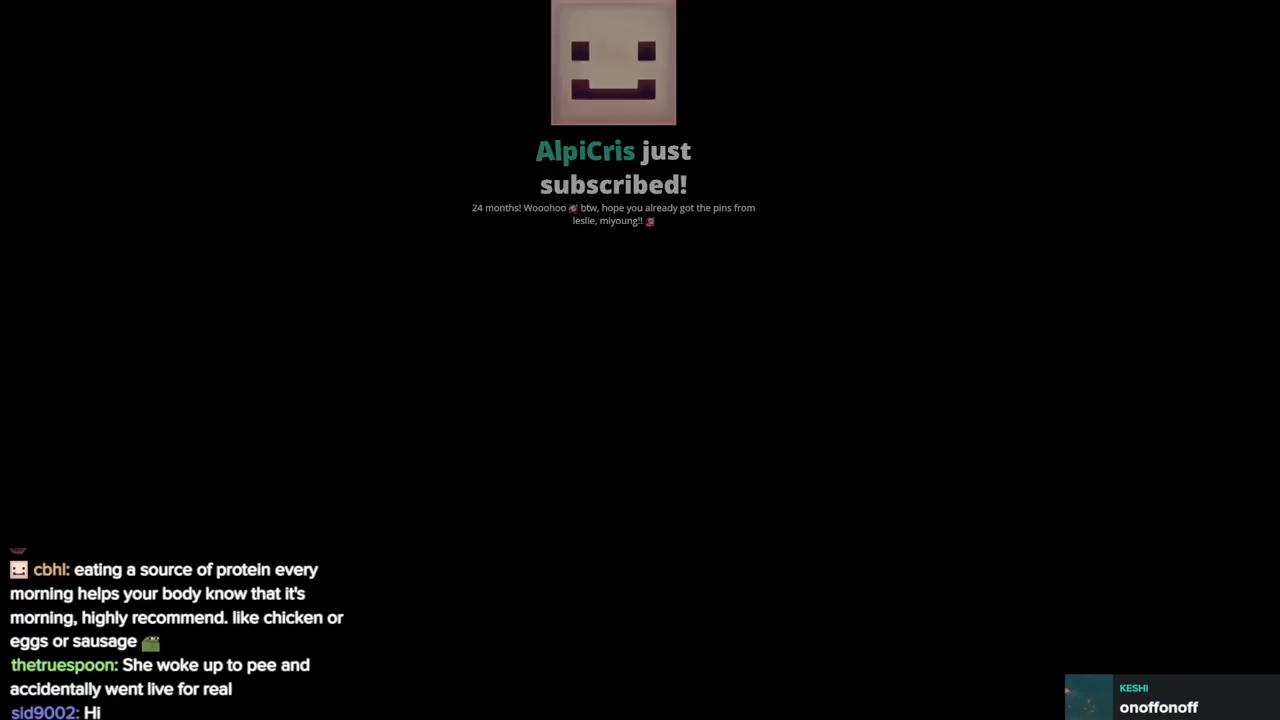 AlpiCris just
subscribed!
24 months! Wooohoo btw, hope you already got the pins from
leslie, miyoung!!
cbhl: eating a source of protein every
morning helps your body know that it's
morning, highly recommend. like chicken or
eggs or sausage
thetruespoon: She woke up to pee and
accidentally went live for real
sid9002: Hi
KESHI
onoffonoff